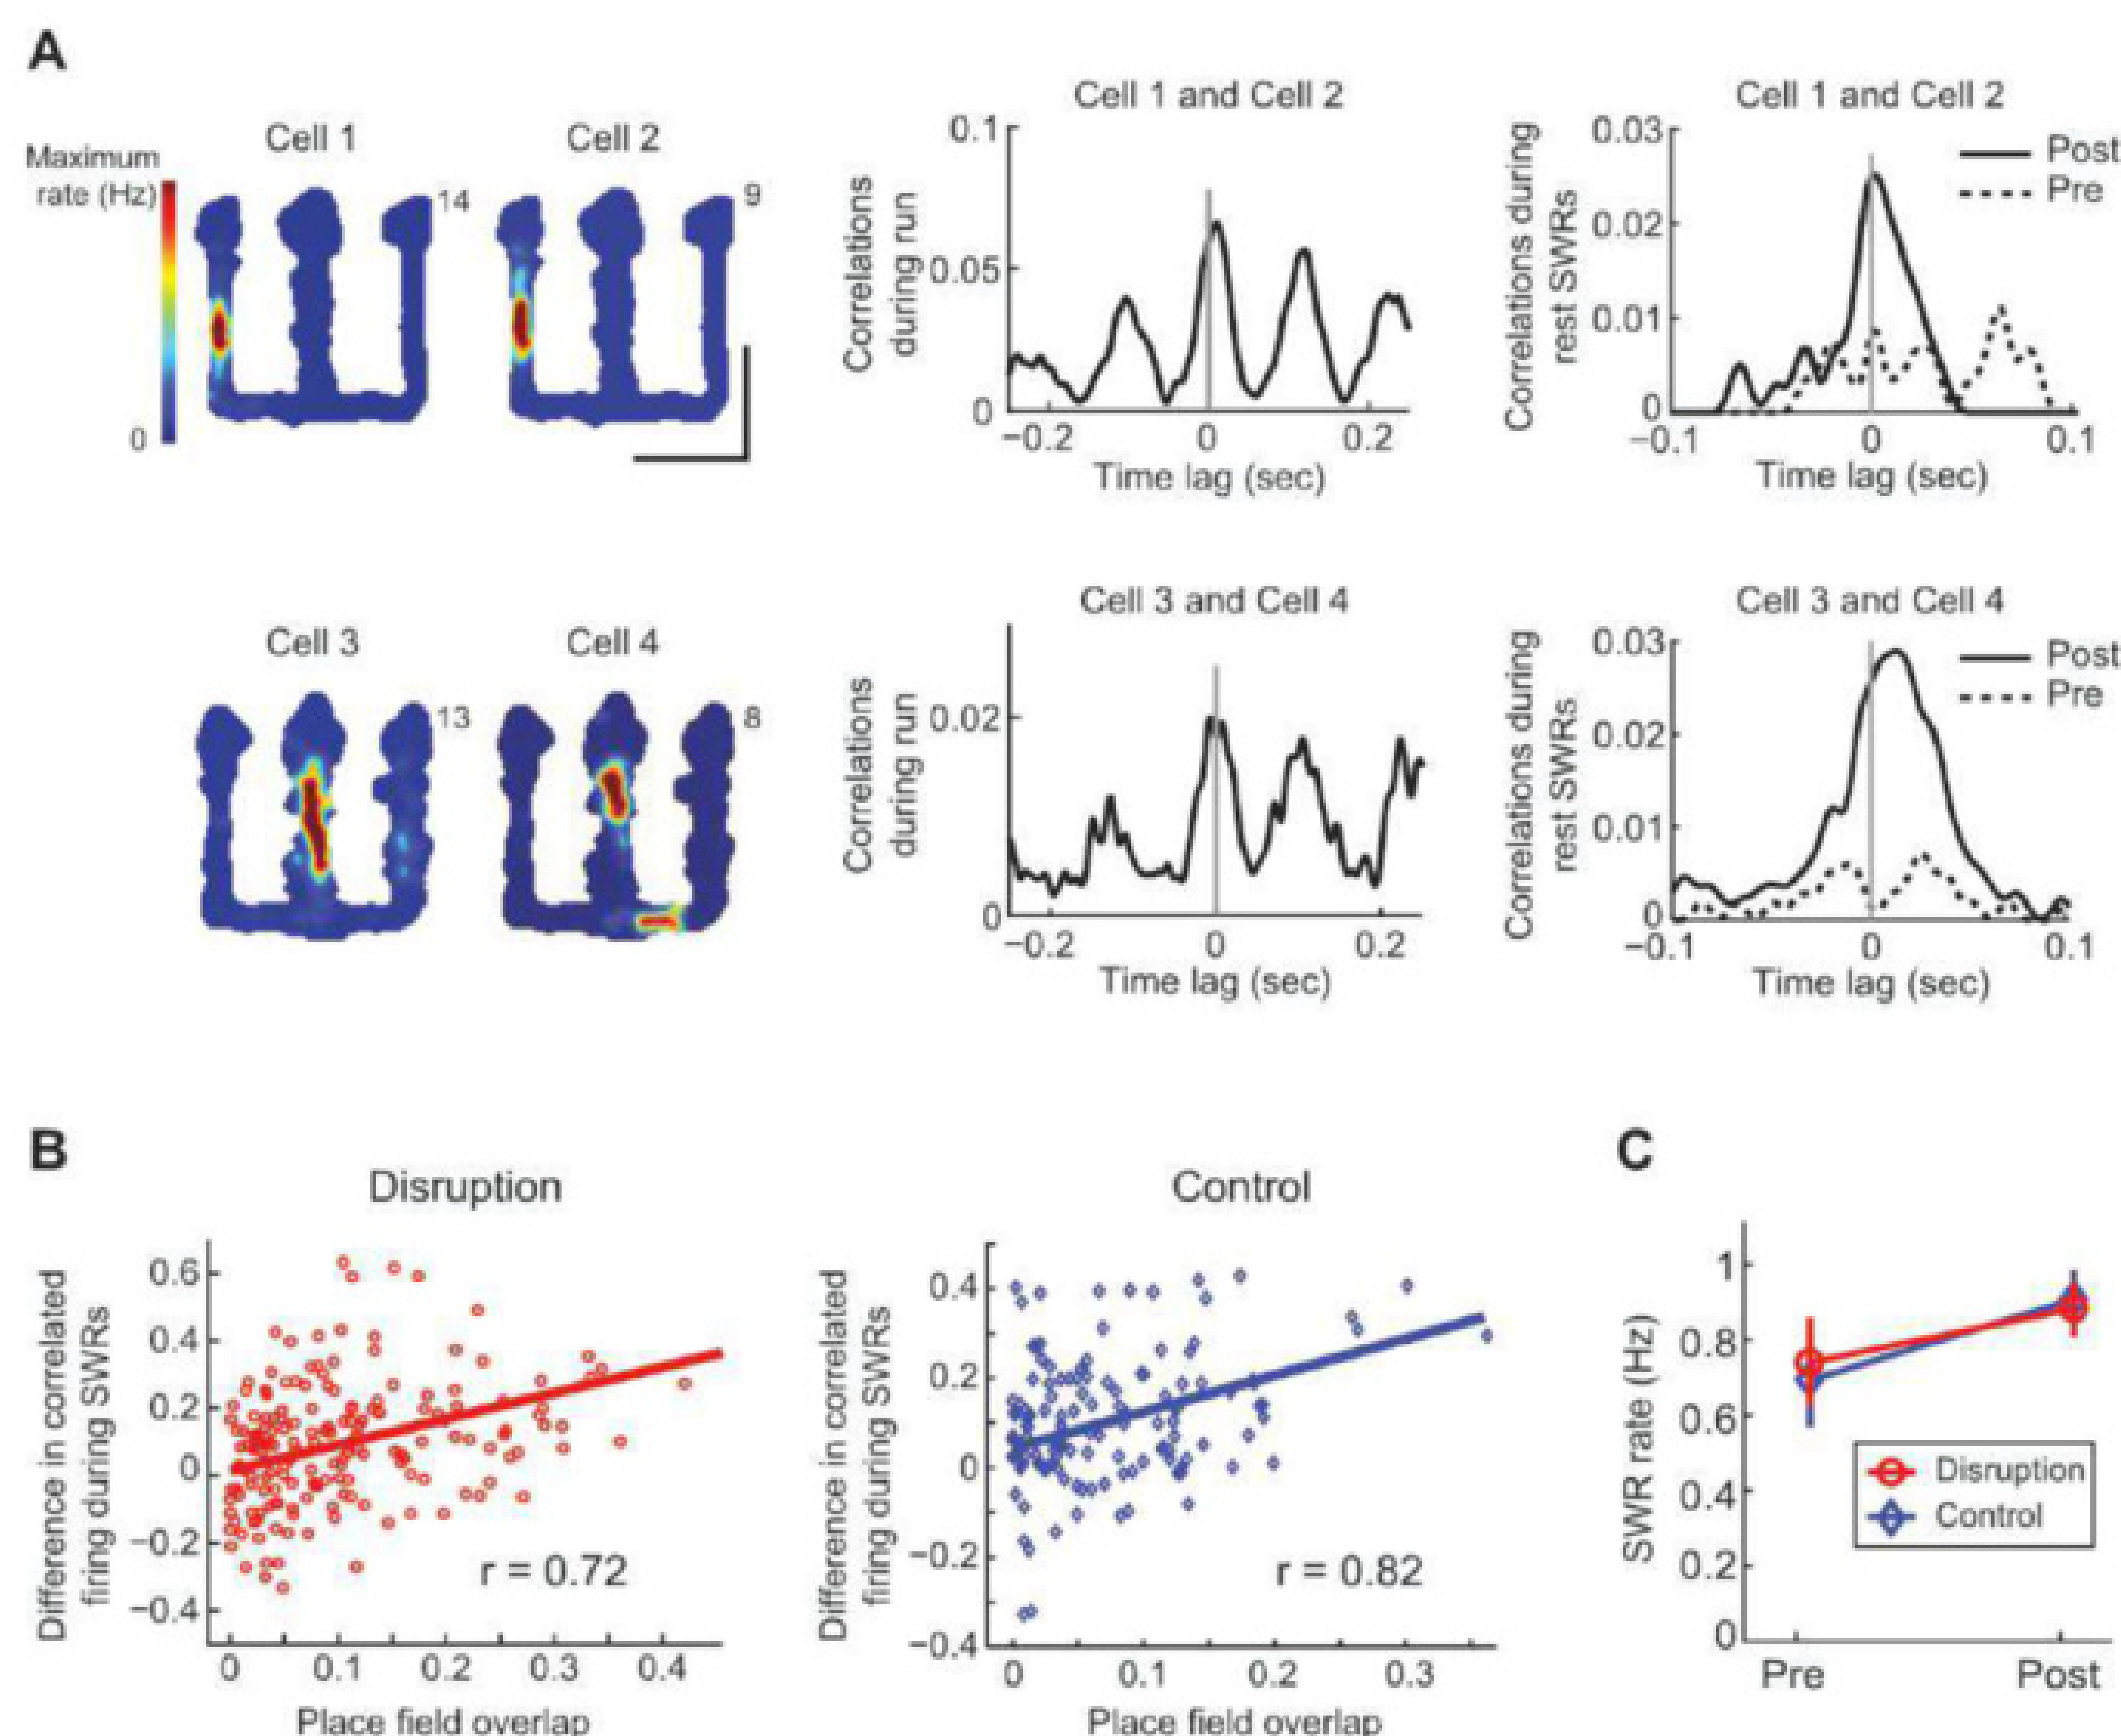 A
Maximum
rate (Hz)
0
Cell 1
14
Cell 2
9
Cell 1 and Cell 2
Correlations
during run
0.1
0.05
0
−0.2
0
0.2
Time lag (sec)
Cell 1 and Cell 2
Correlations during
rest SWRs
0.03
0.02
0.01
0
−0.1
0
0.1
Time lag (sec)
Post
Pre
Cell 3
13
Cell 4
8
Cell 3 and Cell 4
Correlations
during run
0.02
0
−0.2
0
0.2
Time lag (sec)
Cell 3 and Cell 4
Correlations during
rest SWRs
0.03
0.02
0.01
0
−0.1
0
0.1
Time lag (sec)
Post
Pre
B
Disruption
Difference in correlated
firing during SWRs
0.6
0.4
0.2
0
−0.2
−0.4
r = 0.72
0
0.1
0.2
0.3
0.4
Place field overlap
Control
Difference in correlated
firing during SWRs
0.4
0.2
0
−0.2
−0.4
r = 0.82
0
0.1
0.2
0.3
Place field overlap
C
SWR rate (Hz)
1
0.8
0.6
0.4
0.2
0
Disruption
Control
Pre
Post